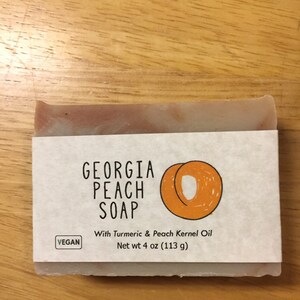 GEORGIA
PEACH
SOAP
With Turmeric & Peach Kernel Oil
VEGAN
Net wt 4 oz (113 g)